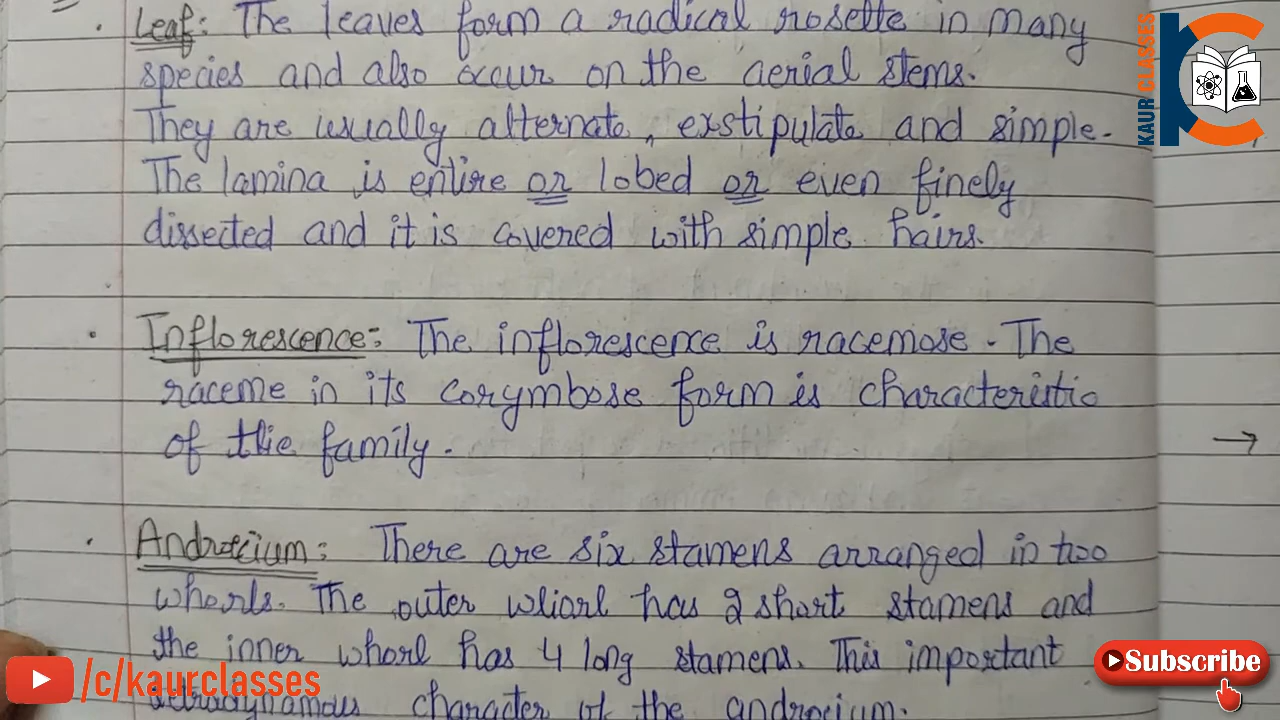 Leaf: The leaves form a radical rosette in many
species and also occur on the aerial stems.
They are usually alternate, exstipulate and simple.
The lamina is entire or lobed or even finely
dissected and it is covered with simple hairs.
Inflorescence: The inflorescence is racemose. The
raceme in its corymbose form is characteristic
of the family.
Androecium: There are six stamens arranged in two
whorls. The outer whorl has 2 short stamens and
the inner whorl has 4 long stamens. This important
tetradynamous character of the androecium.
KAUR CLASSES
/c/kaurclasses
Subscribe